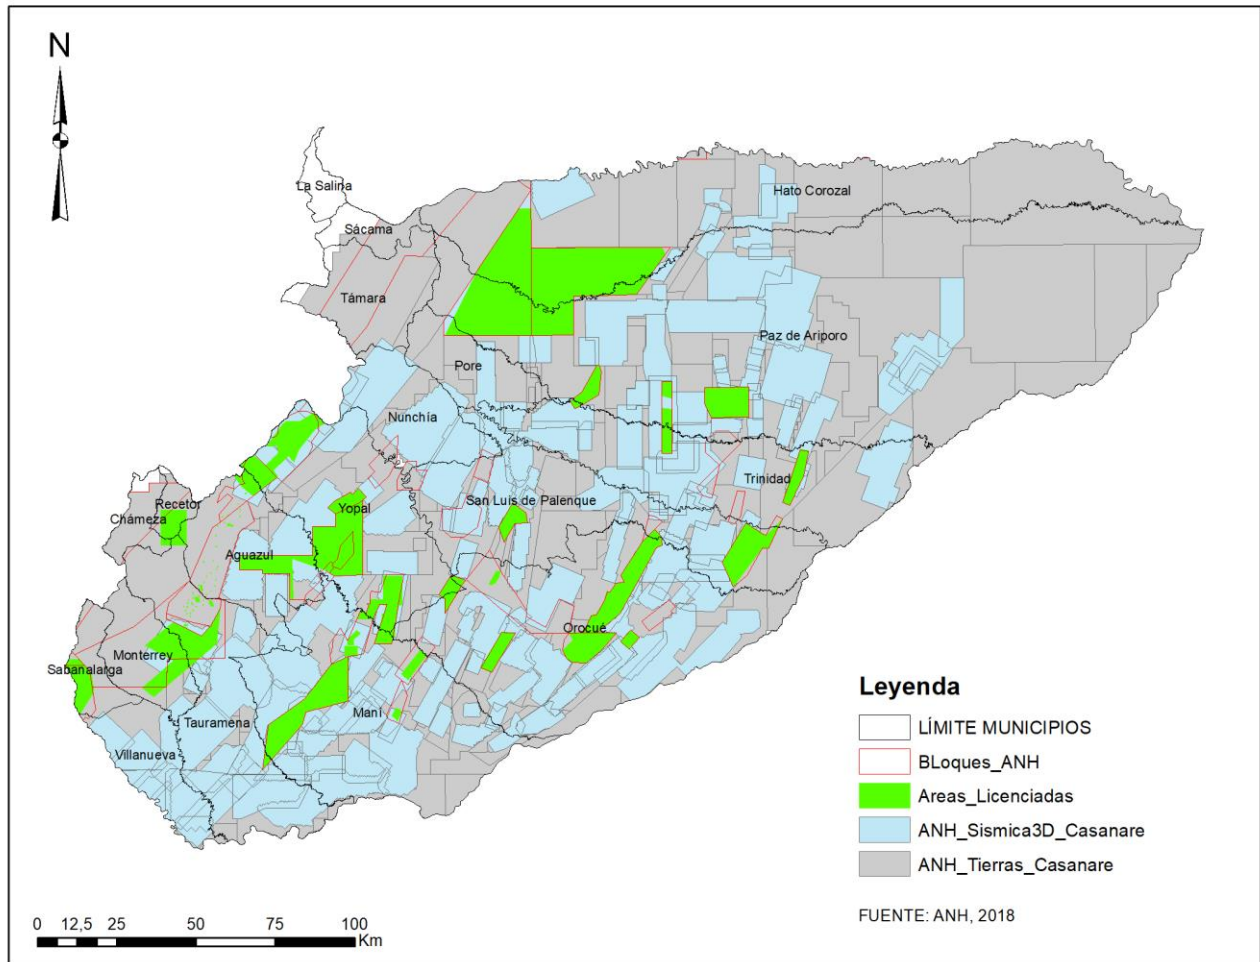 N
La Salina
Hato Corozal
Sácama
Támara
Paz de Ariporo
Pore
Nunchía
Trinidad
San Luis de Palenque
Recetor
Yopal
Chámeza
Aguazul
Orocué
Monterrey
Sabanalarga
Maní
Tauramena
Villanueva
Leyenda
LÍMITE MUNICIPIOS
BLoques_ANH
Areas_Licenciadas
ANH_Sismica3D_Casanare
ANH_Tierras_Casanare
FUENTE: ANH, 2018
0 12,5 25 50 75 100
Km